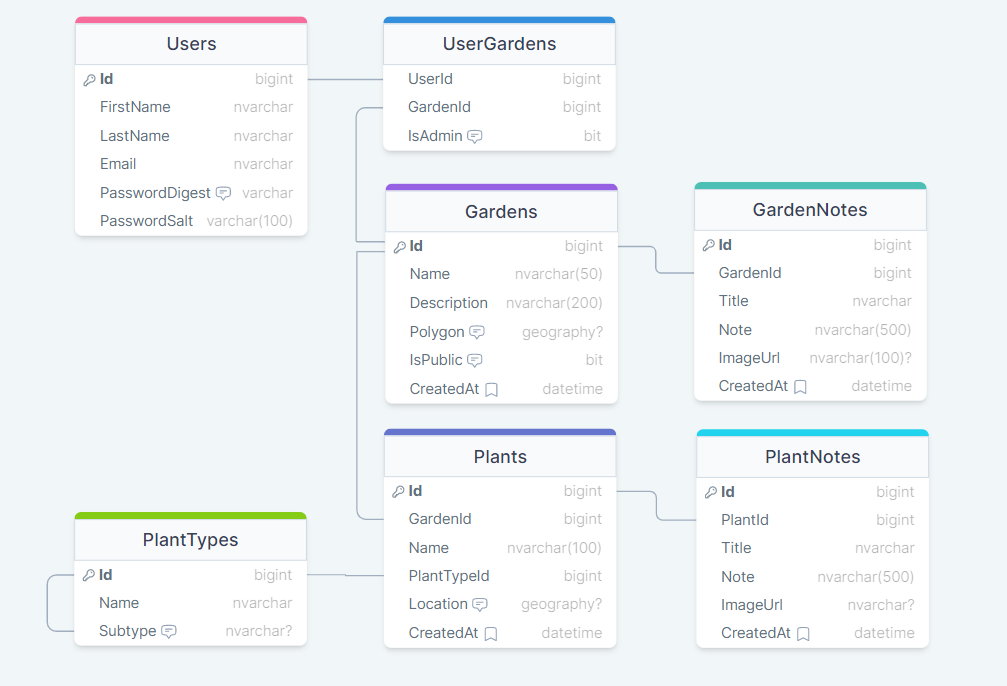 Users
Id bigint
FirstName nvarchar
LastName nvarchar
Email nvarchar
PasswordDigest varchar
PasswordSalt varchar(100)
UserGardens
UserId bigint
GardenId bigint
IsAdmin bit
Gardens
Id bigint
Name nvarchar(50)
Description nvarchar(200)
Polygon geography?
IsPublic bit
CreatedAt datetime
GardenNotes
Id bigint
GardenId bigint
Title nvarchar
Note nvarchar(500)
ImageUrl nvarchar(100)?
CreatedAt datetime
Plants
Id bigint
GardenId bigint
Name nvarchar(100)
PlantTypeId bigint
Location geography?
CreatedAt datetime
PlantNotes
Id bigint
PlantId bigint
Title nvarchar
Note nvarchar(500)
ImageUrl nvarchar?
CreatedAt datetime
PlantTypes
Id bigint
Name nvarchar
Subtype nvarchar?